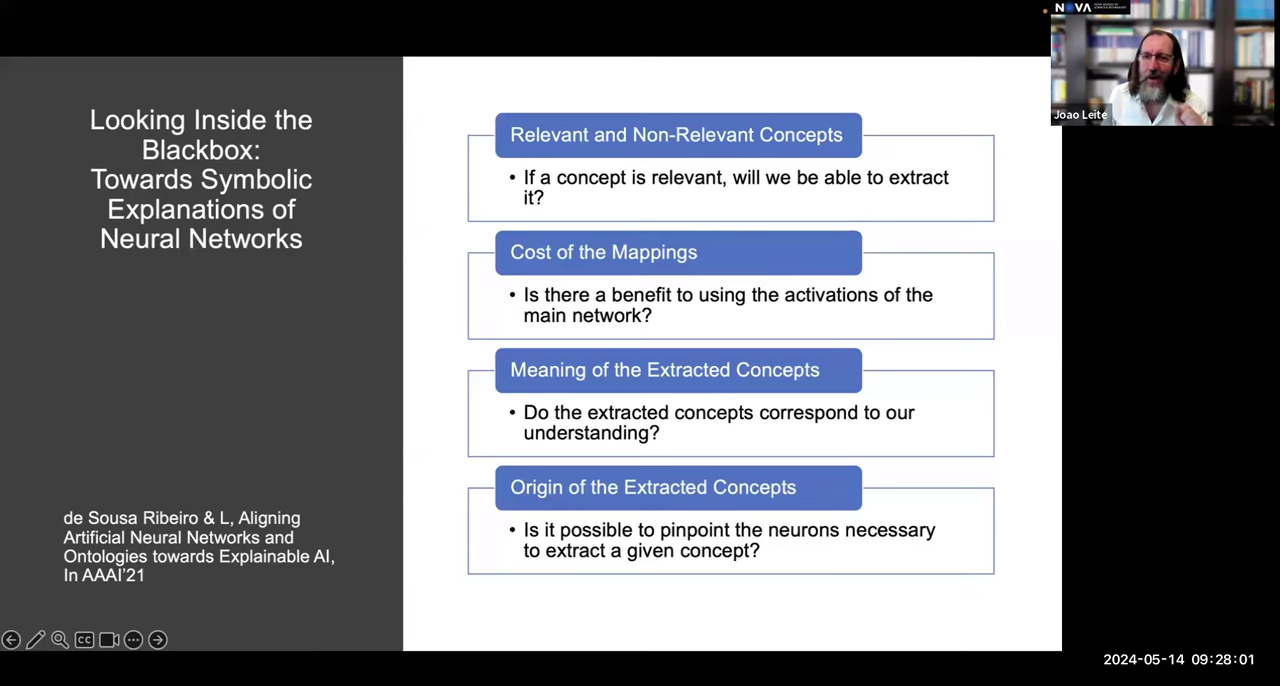 NOVA
Joao Leite
Looking Inside the
Blackbox:
Towards Symbolic
Explanations of
Neural Networks
de Sousa Ribeiro & L, Aligning
Artificial Neural Networks and
Ontologies towards Explainable AI,
In AAAI'21
Relevant and Non-Relevant Concepts
• If a concept is relevant, will we be able to extract
it?
Cost of the Mappings
• Is there a benefit to using the activations of the
main network?
Meaning of the Extracted Concepts
• Do the extracted concepts correspond to our
understanding?
Origin of the Extracted Concepts
• Is it possible to pinpoint the neurons necessary
to extract a given concept?
CC
2024-05-14 09:28:01